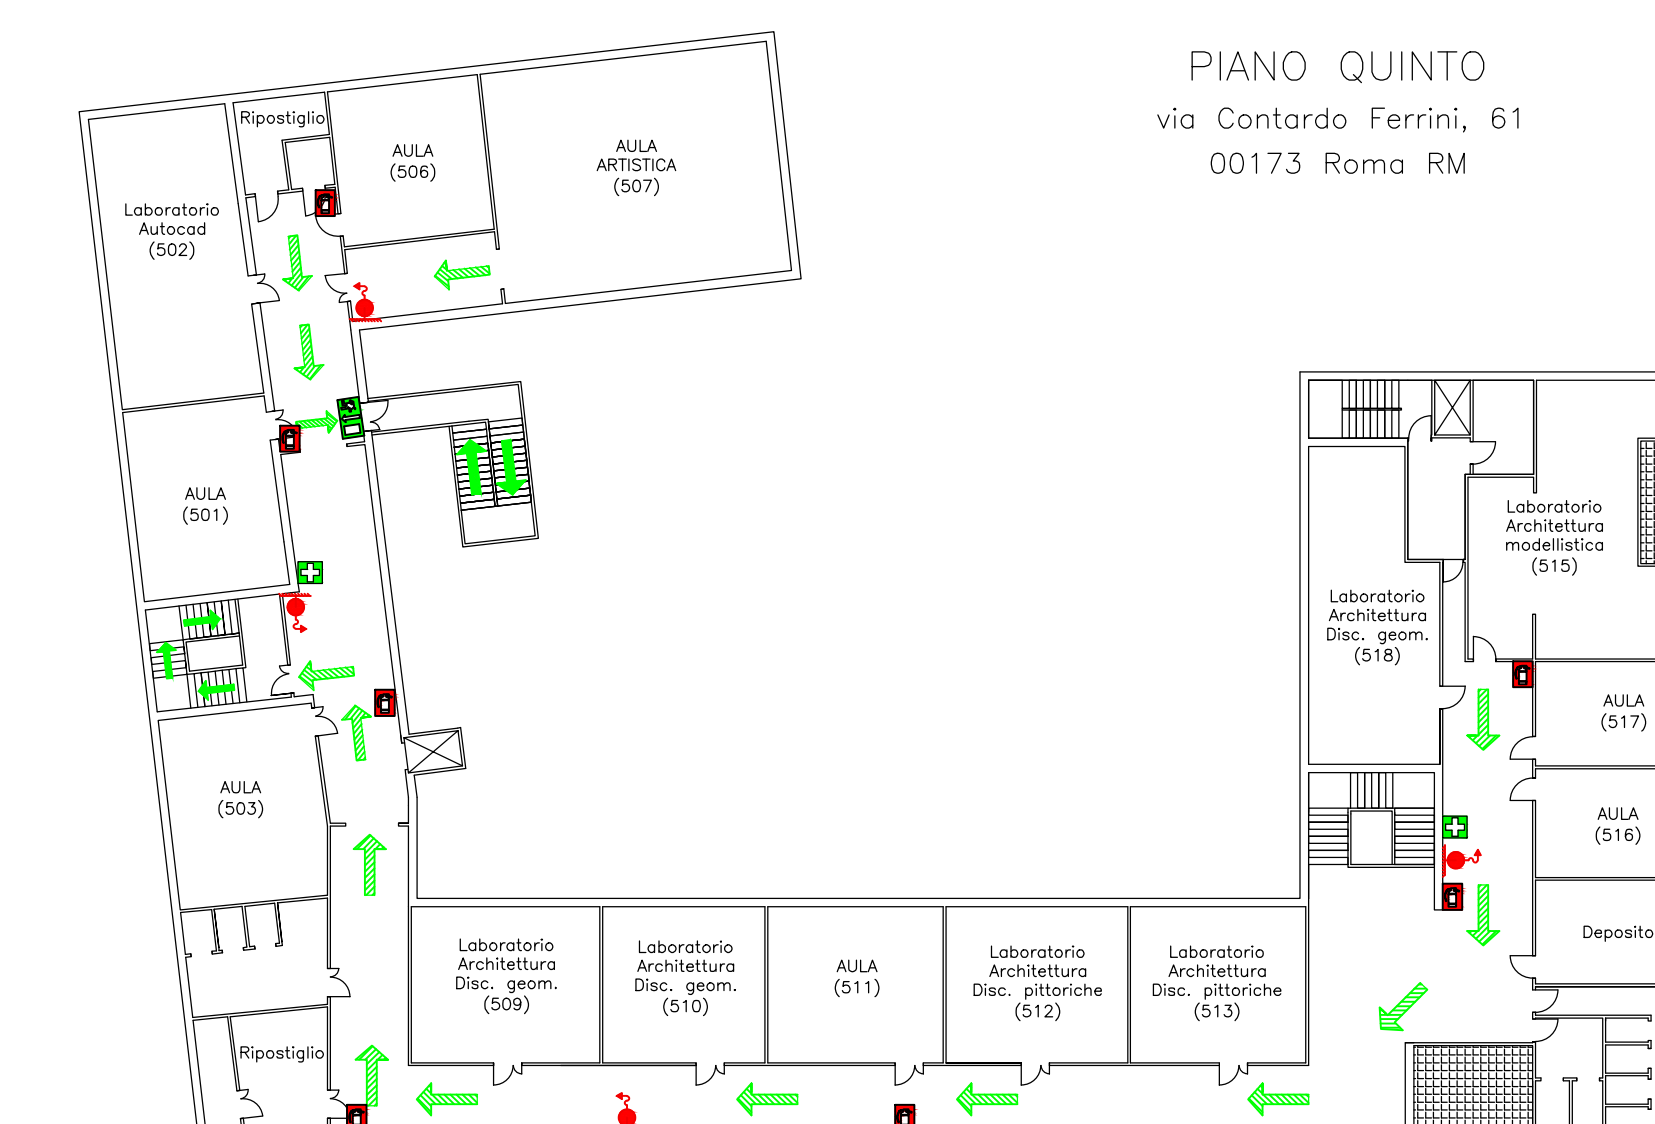 PIANO QUINTO
via Contardo Ferrini, 61
00173 Roma RM
Ripostiglio
AULA
(506)
AULA
ARTISTICA
(507)
Laboratorio
Autocad
(502)
AULA
(501)
AULA
(503)
Ripostiglio
Laboratorio
Architettura
Disc. geom.
(509)
Laboratorio
Architettura
Disc. geom.
(510)
AULA
(511)
Laboratorio
Architettura
Disc. pittoriche
(512)
Laboratorio
Architettura
Disc. pittoriche
(513)
Laboratorio
Architettura
modellistica
(515)
Laboratorio
Architettura
Disc. geom.
(518)
AULA
(517)
AULA
(516)
Deposito